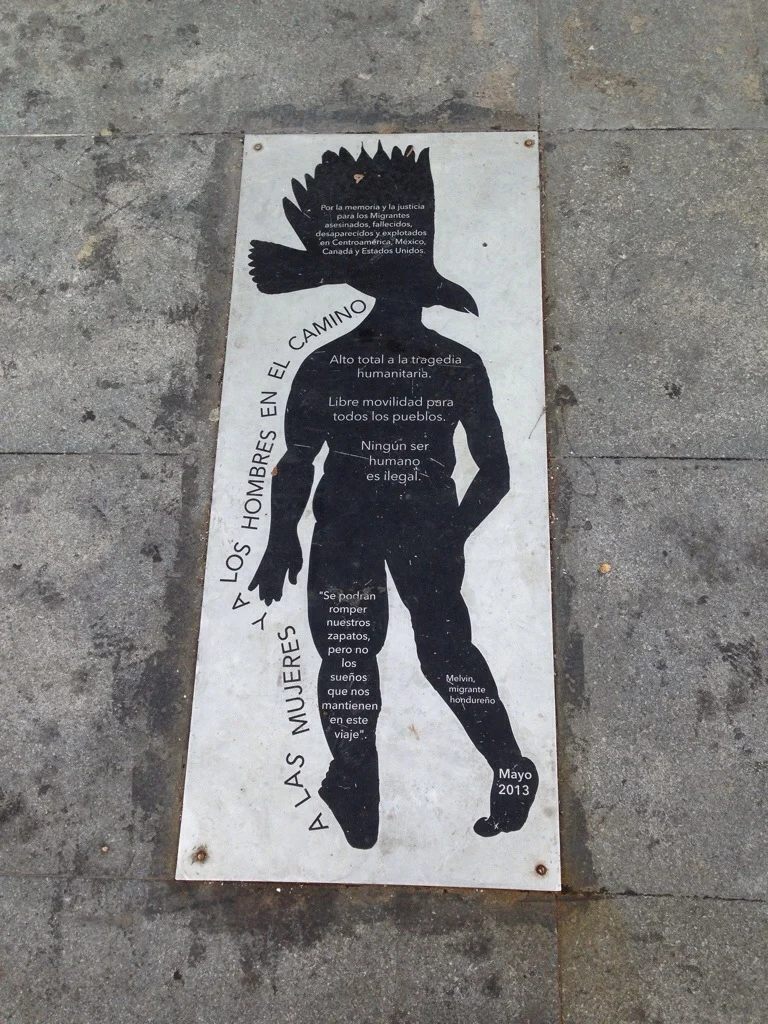 Por la memoria y la justicia
para los Migrantes
asesinados, fallecidos,
desaparecidos y explotados
en Centroamérica, México,
Canadá y Estados Unidos.
A LAS MUJERES
Y A LOS HOMBRES EN EL CAMINO
Alto total a la tragedia
humanitaria.
Libre movilidad para
todos los pueblos.
Ningún ser
humano
es ilegal.
"Se podrán
romper
nuestros
zapatos,
pero no
los
sueños
que nos
mantienen
en este
viaje".
Melvin,
migrante
hondureño
Mayo
2013